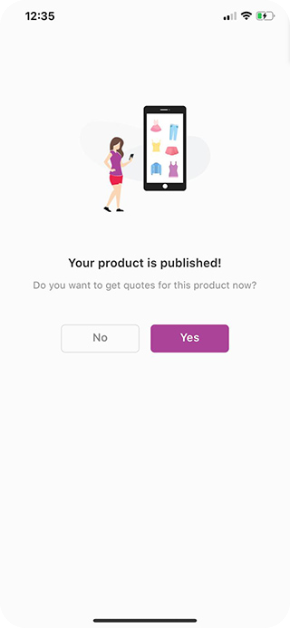 12:35
Your product is published!
Do you want to get quotes for this product now?
No
Yes